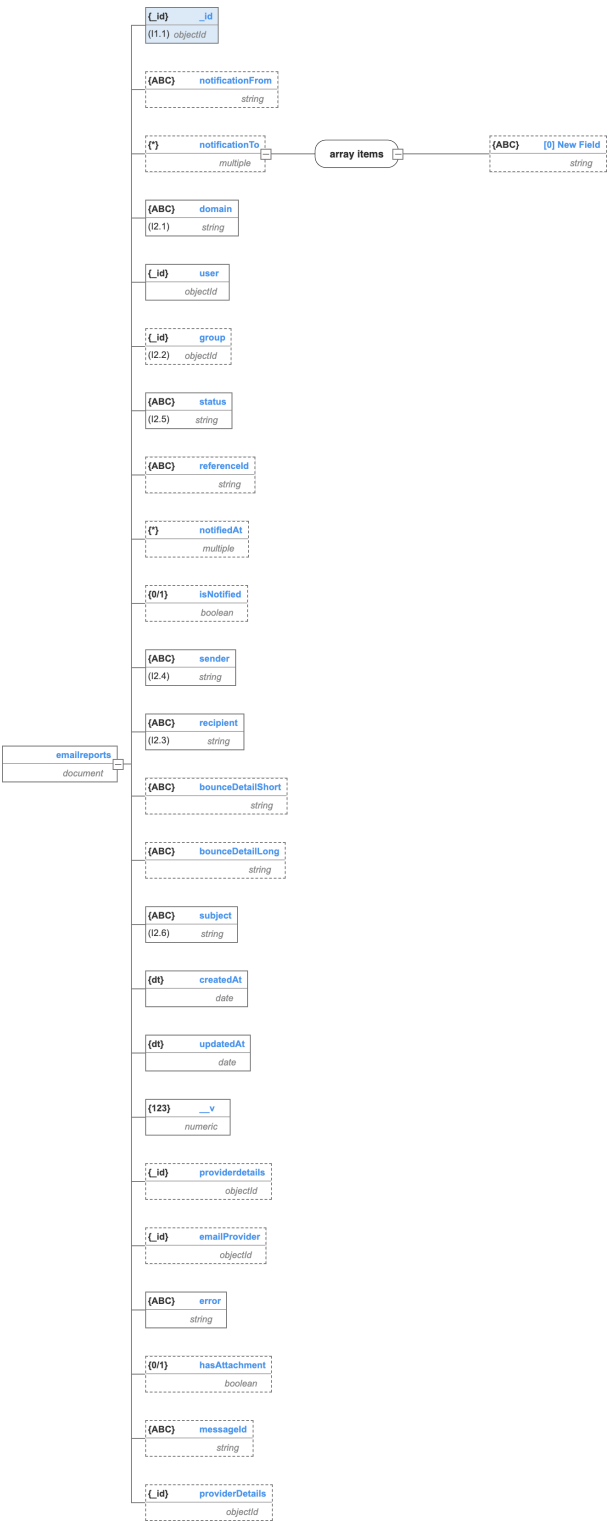 {_id} _id
(I1.1) objectId
{ABC} notificationFrom
string
{*} notificationTo
multiple
array items
{ABC} [0] New Field
string
{ABC} domain
(I2.1) string
{_id} user
objectId
{_id} group
(I2.2) objectId
{ABC} status
(I2.5) string
{ABC} referenceId
string
{*} notifiedAt
multiple
{0/1} isNotified
boolean
{ABC} sender
(I2.4) string
{ABC} recipient
(I2.3) string
emailreports
document
{ABC} bounceDetailShort
string
{ABC} bounceDetailLong
string
{ABC} subject
(I2.6) string
{dt} createdAt
date
{dt} updatedAt
date
{123} __v
numeric
{_id} providerdetails
objectId
{_id} emailProvider
objectId
{ABC} error
string
{0/1} hasAttachment
boolean
{ABC} messageId
string
{_id} providerDetails
objectId